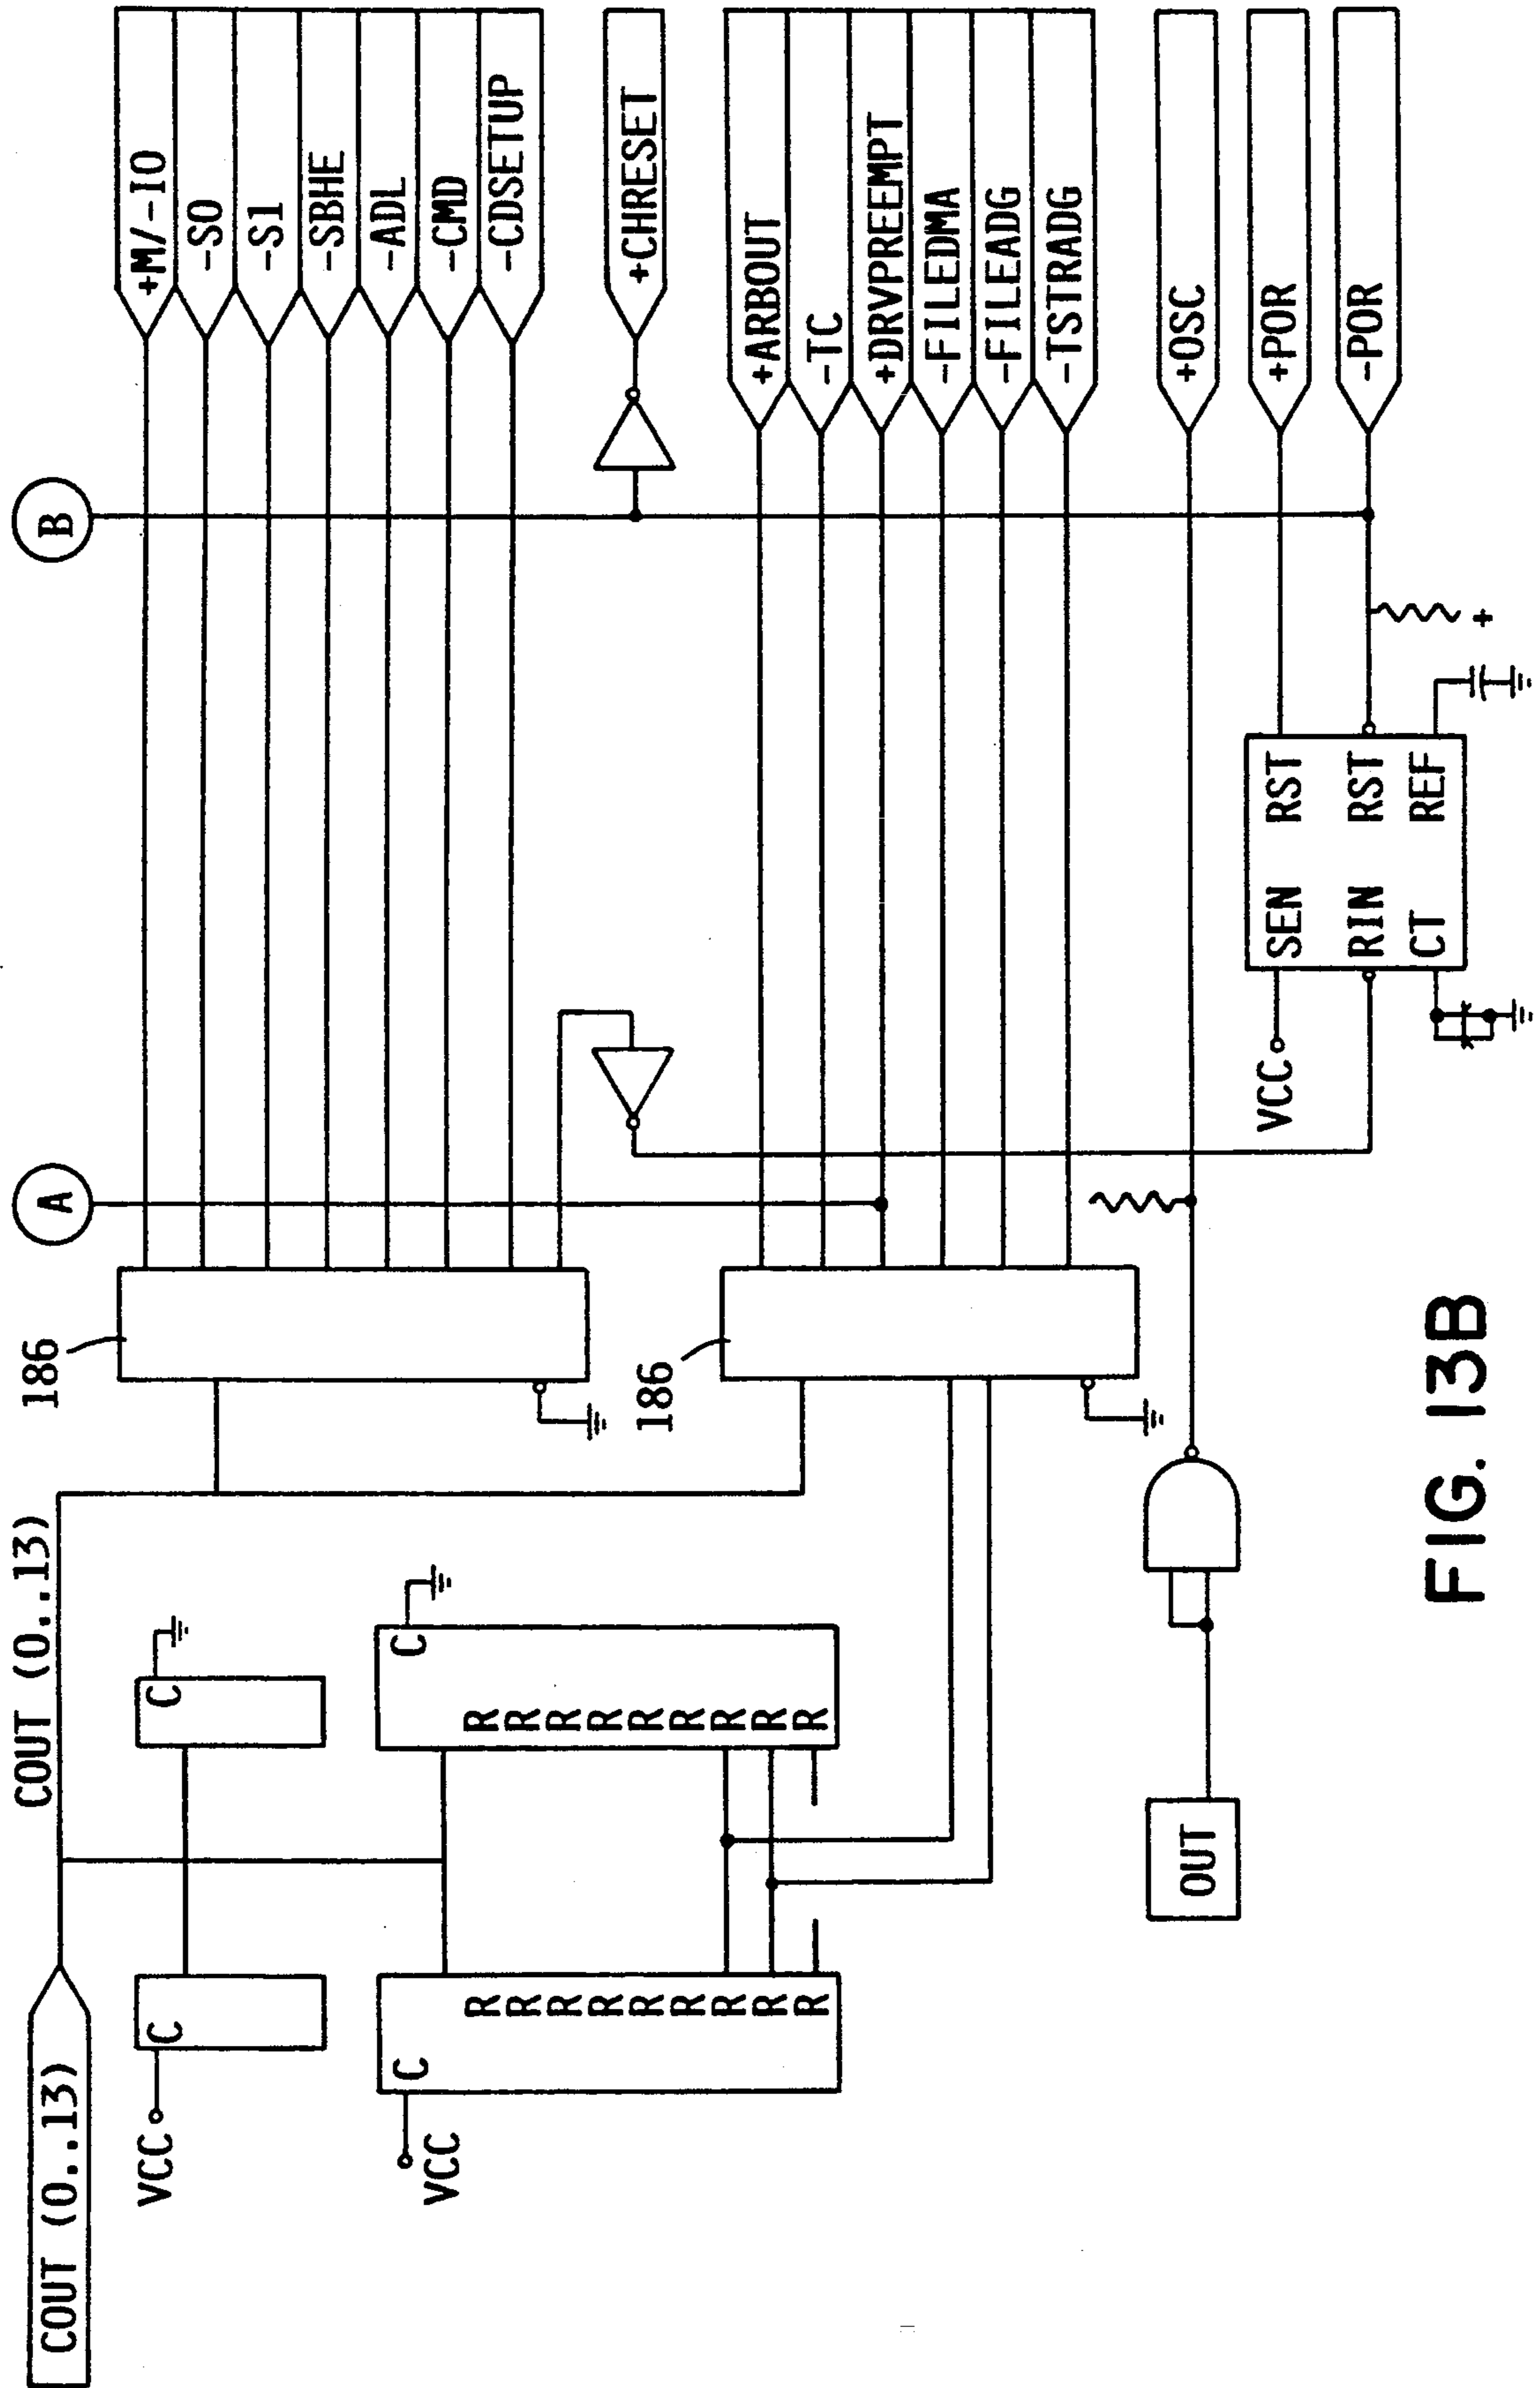 COUT (0..13)
COUT (0..13)
VCC
C
C
VCC
C
R
R
R
R
R
R
R
R
R
C
R
R
R
R
R
R
R
R
R
186
186
A
B
+M/-IO
-S0
-S1
-SBHE
-ADL
-CMD
-CDSETUP
+CHRESET
+ARBOUT
-TC
+DRVPREEMPT
-FILEDMA
-FILEADG
-TSTRADG
+OSC
+POR
-POR
OUT
VCC
SEN RST
RIN RST
CT REF
+
FIG. 13B